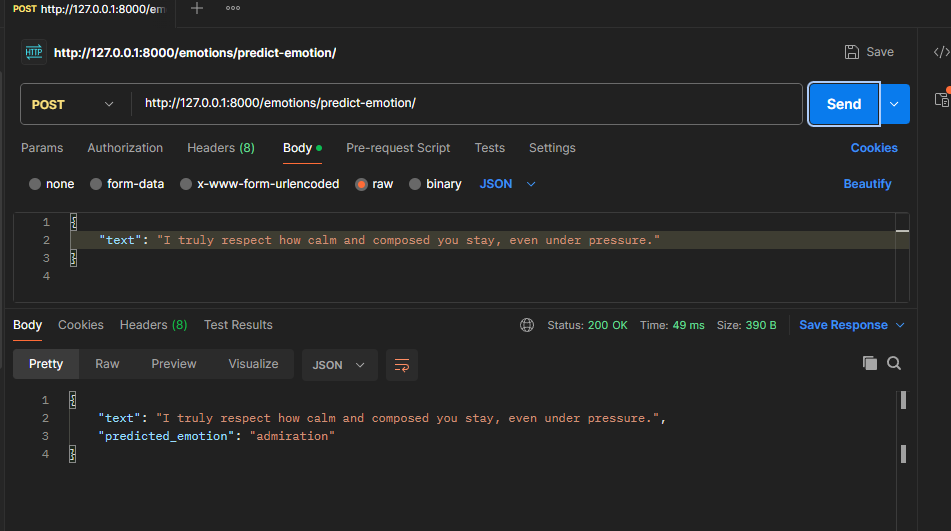 POST http://127.0.0.1:8000/em
HTTP http://127.0.0.1:8000/emotions/predict-emotion/ Save
POST http://127.0.0.1:8000/emotions/predict-emotion/ Send
Params Authorization Headers (8) Body Pre-request Script Tests Settings Cookies
none form-data x-www-form-urlencoded raw binary JSON Beautify
1 {
2 "text": "I truly respect how calm and composed you stay, even under pressure."
3 }
4
Body Cookies Headers (8) Test Results Status: 200 OK Time: 49 ms Size: 390 B Save Response
Pretty Raw Preview Visualize JSON
1 {
2 "text": "I truly respect how calm and composed you stay, even under pressure.",
3 "predicted_emotion": "admiration"
4 }